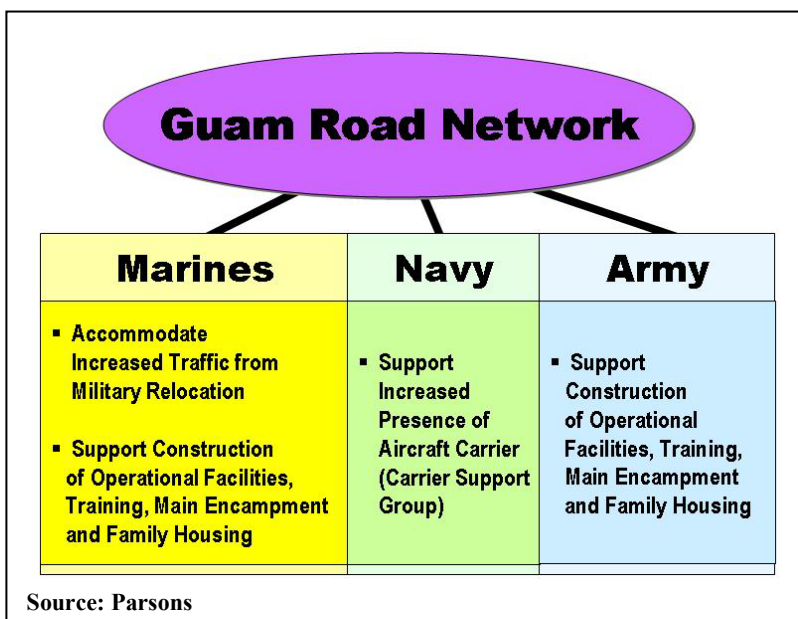 Guam Road Network
Marines
▪ Accommodate
Increased Traffic from
Military Relocation
▪ Support Construction
of Operational Facilities,
Training, Main Encampment
and Family Housing
Navy
▪ Support
Increased
Presence of
Aircraft Carrier
(Carrier Support
Group)
Army
▪ Support
Construction
of Operational
Facilities, Training,
Main Encampment
and Family Housing
Source: Parsons